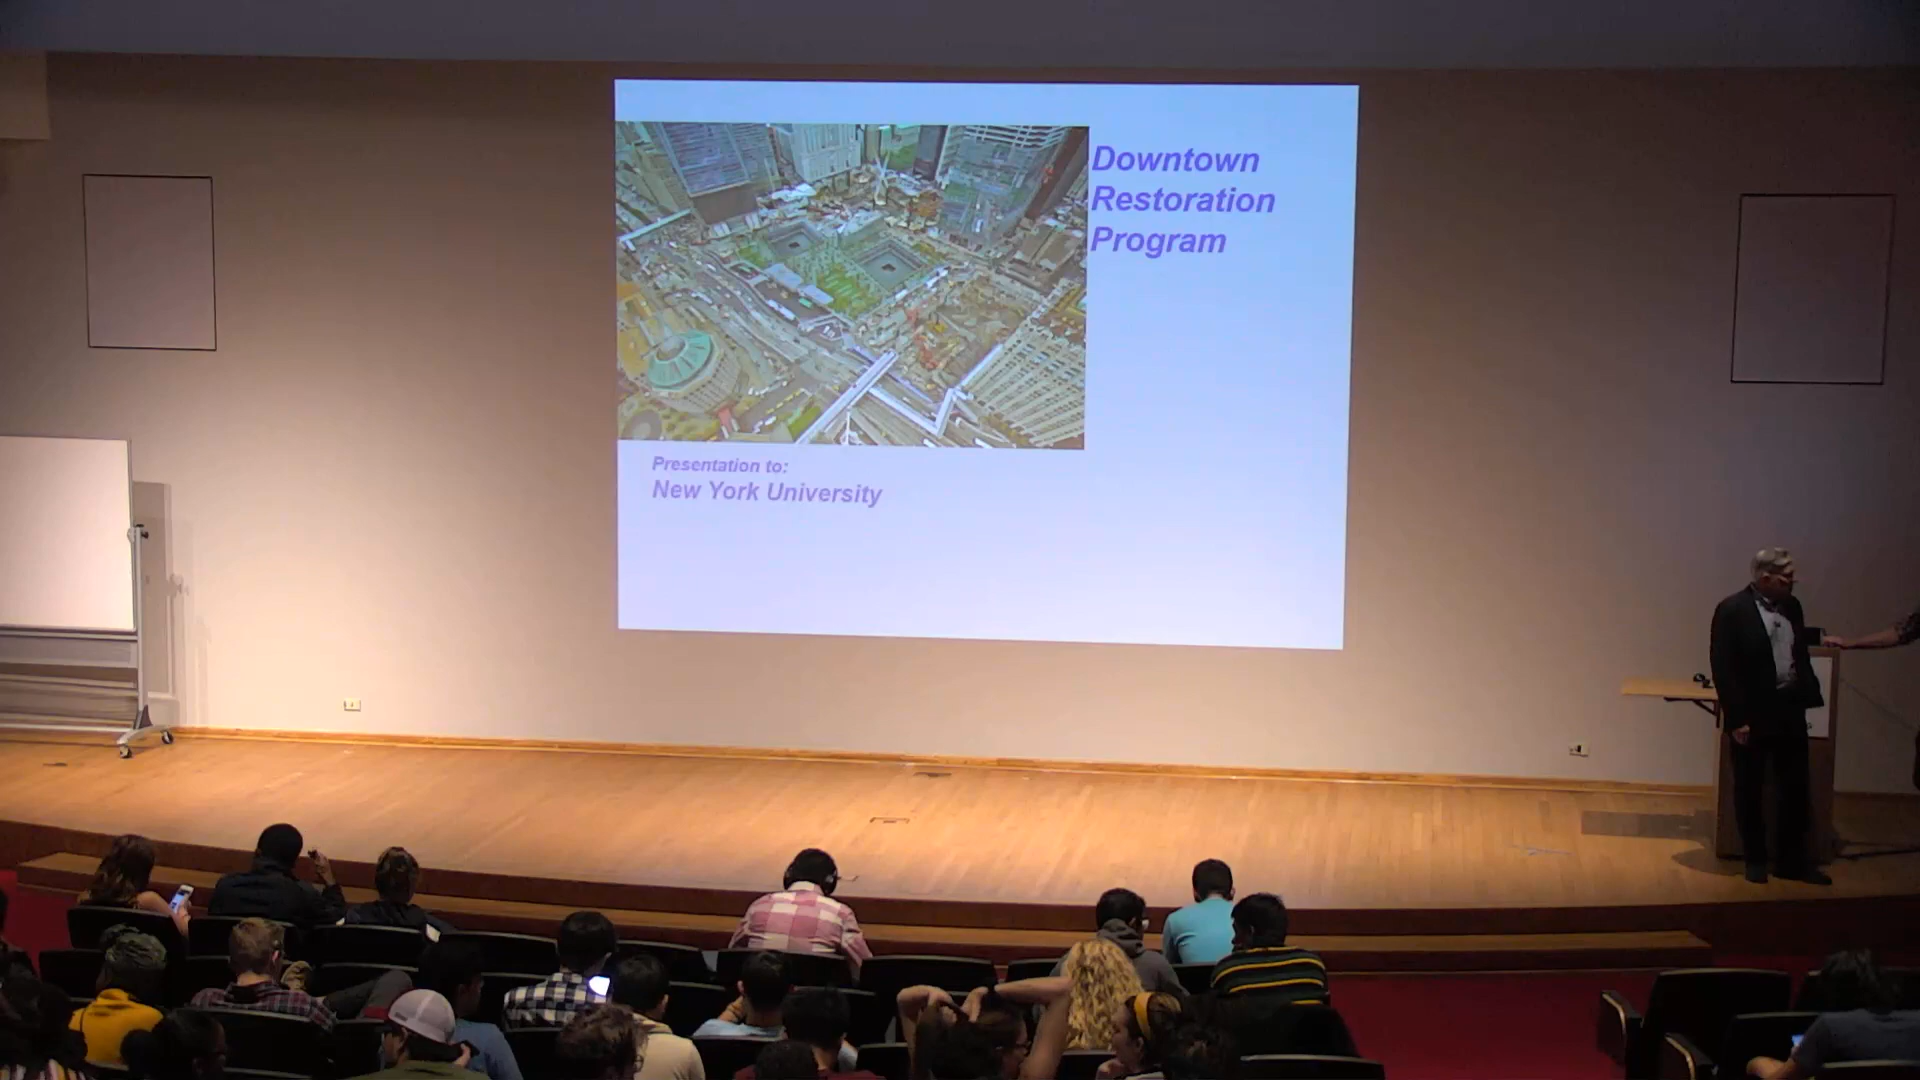 Downtown
Restoration
Program
Presentation to:
New York University